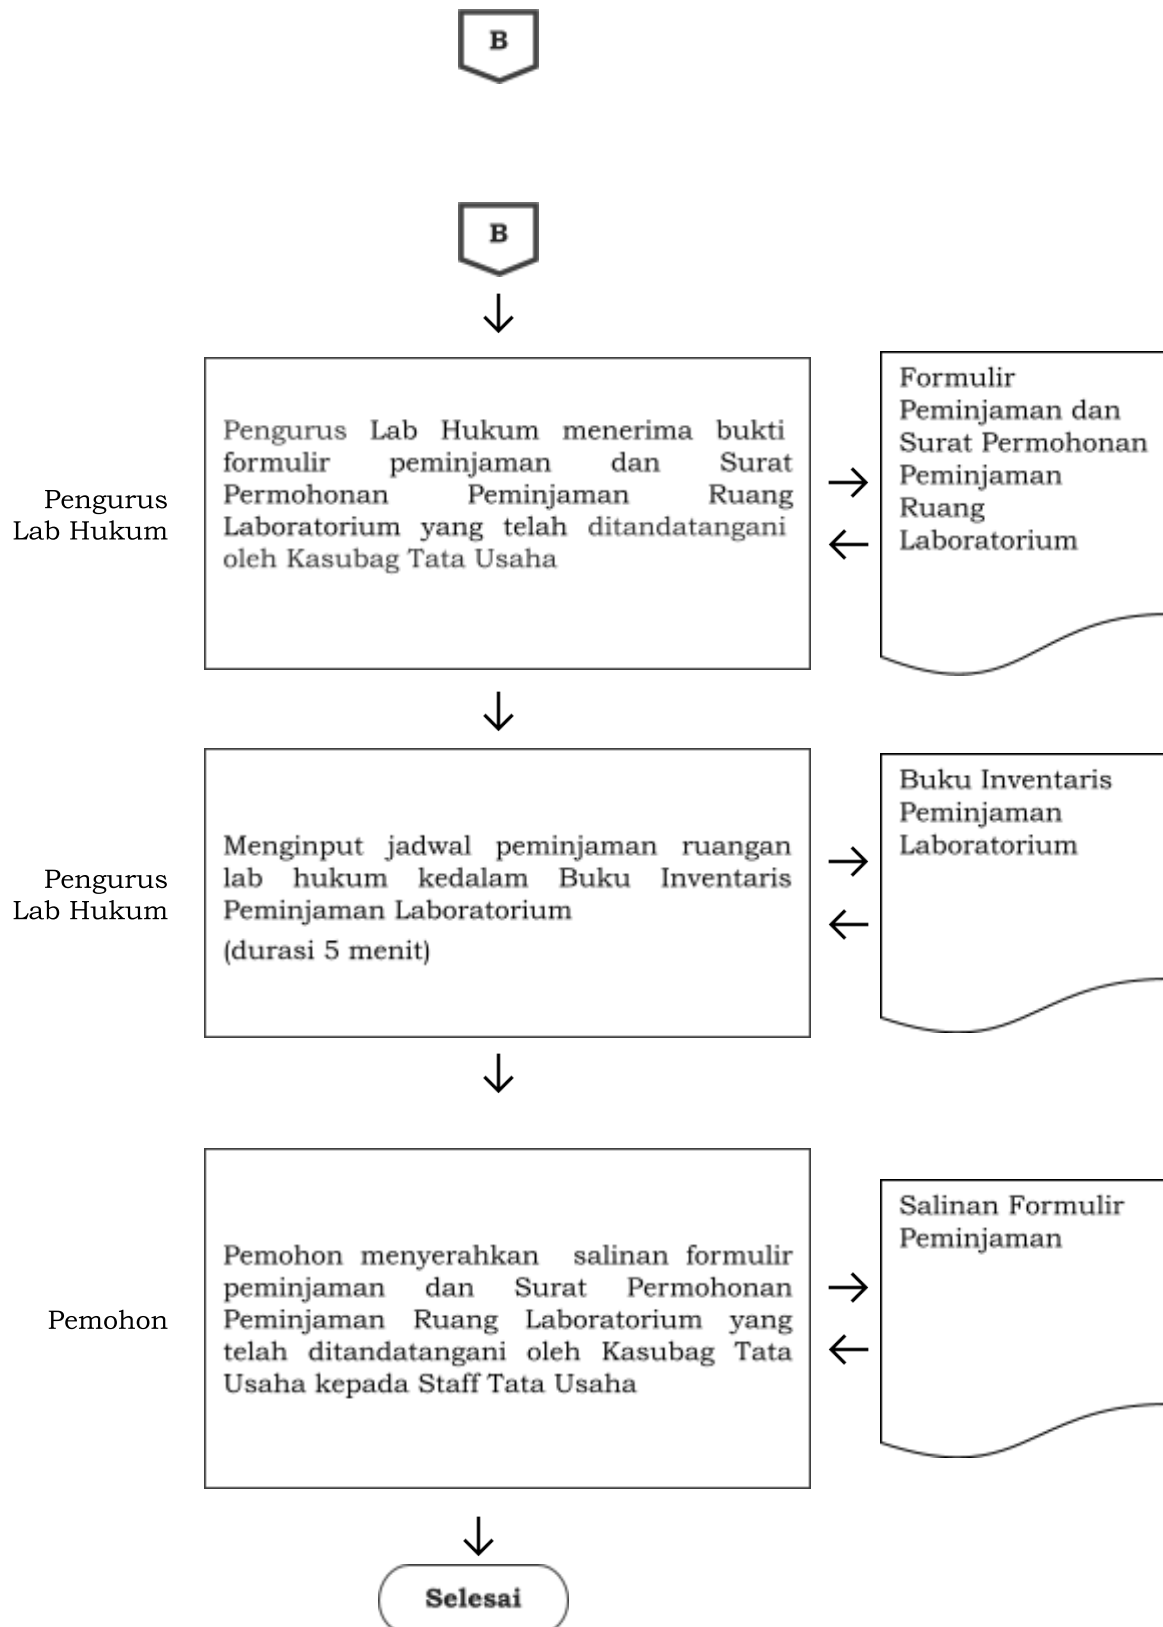 B
B
Pengurus
Lab Hukum
Pengurus Lab Hukum menerima bukti
formulir peminjaman dan Surat
Permohonan Peminjaman Ruang
Laboratorium yang telah ditandatangani
oleh Kasubag Tata Usaha
Formulir
Peminjaman dan
Surat Permohonan
Peminjaman
Ruang
Laboratorium
Pengurus
Lab Hukum
Menginput jadwal peminjaman ruangan
lab hukum kedalam Buku Inventaris
Peminjaman Laboratorium
(durasi 5 menit)
Buku Inventaris
Peminjaman
Laboratorium
Pemohon
Pemohon menyerahkan salinan formulir
peminjaman dan Surat Permohonan
Peminjaman Ruang Laboratorium yang
telah ditandatangani oleh Kasubag Tata
Usaha kepada Staff Tata Usaha
Salinan Formulir
Peminjaman
Selesai